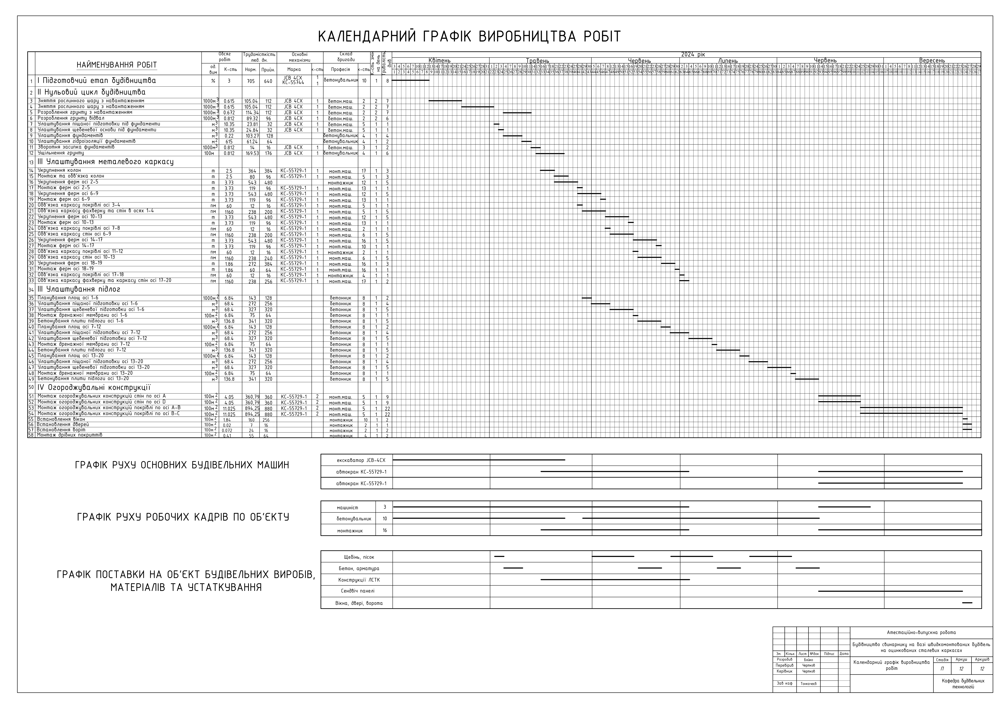 КАЛЕНДАРНИЙ ГРАФІК ВИРОБНИЦТВА РОБІТ
НАЙМЕНУВАННЯ РОБІТ Обсяг робіт Трудомісткість люд. дн. Основні механізми Склад бригади К-сть змін на день Тривалість, днів 2024 рік
од. вим К-сть Норм. Прийн. Марка к-сть Професія к-сть
Квітень Травень Червень Липень Червень Вересень
1 I Підготовчий етап будівництва % 3 705 640 JCB 4CX КС-55744 1 1 бетонувальник 10 1 8
2 II Нульовий цикл будівництва
3 Зняття рослинного шару з навантаженням 1000м3 0.615 105.04 112 JCB 4CX 1 бетон.маш. 2 2 7
4 Зняття рослинного шару з навантаженням 1000м3 0.615 105.04 112 JCB 4CX 1 бетон.маш. 2 2 7
5 Розроблення грунту з навантаженням 1000м3 0.672 114.34 112 JCB 4CX 1 бетон.маш. 2 2 7
6 Розроблення грунту відвал 1000м3 0.812 89.32 96 JCB 4CX 1 бетон.маш. 2 2 6
7 Улаштування піщаної підготовки під фундаменти м3 10.35 23.81 32 JCB 4CX 1 бетон.маш. 5 1 1
8 Улаштування щебеневої основи під фундаменти м3 10.35 24.84 32 JCB 4CX 1 бетон.маш. 5 1 1
9 Улаштування фундаментів м3 0.22 103.27 128 бетонувальник 4 1 4
10 Улаштування гідроізоляції фундаментів м2 615 61.24 64 бетонувальник 4 1 2
11 Зворотня засипка фундаментів 1000м3 0.812 14 16 JCB 4CX 1 бетон.маш. 3 1 2
12 Ущільнення грунту 100м 0.812 169.53 176 JCB 4CX 1 бетонувальник 4 1 6
13 III Улаштування металевого каркасу
14 Укрупнення колон т 2.5 364 384 КС-55729-1 1 монт.маш. 17 1 3
15 Монтаж та обв'язка колон т 2.5 80 96 КС-55729-1 1 монт.маш. 5 1 3
16 Укрупнення ферм осі 2-5 т 3.73 543 480 монтажник 12 1 5
17 Монтаж ферм осі 2-5 т 3.73 119 96 КС-55729-1 1 монт.маш. 13 1 1
18 Укрупнення ферм осі 6-9 т 3.73 543 480 КС-55729-1 1 монт.маш. 12 1 5
19 Монтаж ферм осі 6-9 т 3.73 119 96 КС-55729-1 1 монт.маш. 13 1 1
20 Обв'язка каркасу покрівлі осі 3-4 пм 60 12 16 КС-55729-1 1 монт.маш. 5 1 1
21 Обв'язка каркасу фахверку та стін в осях 1-4 пм 1160 238 200 КС-55729-1 1 монт.маш. 5 1 5
22 Укрупнення ферм осі 10-13 т 3.73 543 480 КС-55729-1 1 монт.маш. 12 1 5
23 Монтаж ферм осі 10-13 т 3.73 119 96 КС-55729-1 1 монт.маш. 13 1 1
24 Обв'язка каркасу покрівлі осі 7-8 пм 60 12 16 КС-55729-1 1 монт.маш. 2 1 1
25 Обв'язка каркасу стін осі 6-9 пм 1160 238 200 КС-55729-1 1 монт.маш. 6 1 5
26 Укрупнення ферм осі 14-17 т 3.73 543 480 КС-55729-1 1 монт.маш. 16 1 5
27 Монтаж ферм осі 14-17 т 3.73 119 96 КС-55729-1 1 монт.маш. 10 1 1
28 Обв'язка каркасу покрівлі осі 11-12 пм 60 12 16 КС-55729-1 1 монтажник 2 1 1
29 Обв'язка каркасу стін осі 10-13 пм 1160 238 240 КС-55729-1 1 монт.маш. 6 1 5
30 Укрупнення ферм осі 18-19 т 1.86 272 384 КС-55729-1 1 монт.маш. 16 1 3
31 Монтаж ферм осі 18-19 т 1.86 60 64 КС-55729-1 1 монт.маш. 16 1 1
32 Обв'язка каркасу покрівлі осі 17-18 пм 60 12 16 КС-55729-1 1 монтажник 4 1 1
33 Обв'язка каркасу фахверку та каркасу стін осі 17-20 пм 1160 238 256 КС-55729-1 1 монт.маш. 17 1 2
34 III Улаштування підлог
35 Планування площ осі 1-6 1000м2 6.84 143 128 бетонник 8 1 2
36 Улаштування піщаної підготовки осі 1-6 м3 68.4 272 256 бетонник 8 1 4
37 Улаштування щебеневої підготовки осі 1-6 м3 68.4 327 320 бетонник 8 1 5
38 Монтаж дренажної мембрани осі 1-6 100м2 6.84 75 64 бетонник 8 1 1
39 Бетонування плити підлоги осі 1-6 м3 136.8 341 320 бетонник 8 1 5
40 Планування площ осі 7-12 1000м2 6.84 143 128 бетонник 8 1 2
41 Улаштування піщаної підготовки осі 7-12 м3 68.4 272 256 бетонник 8 1 4
42 Улаштування щебеневої підготовки осі 7-12 м3 68.4 327 320 бетонник 8 1 5
43 Монтаж дренажної мембрани осі 7-12 100м2 6.84 75 64 бетонник 8 1 1
44 Бетонування плити підлоги осі 7-12 м3 136.8 341 320 бетонник 8 1 5
45 Планування площ осі 13-20 1000м2 6.84 143 128 бетонник 8 1 2
46 Улаштування піщаної підготовки осі 13-20 м3 68.4 272 256 бетонник 8 1 4
47 Улаштування щебеневої підготовки осі 13-20 м3 68.4 327 320 бетонник 8 1 5
48 Монтаж дренажної мембрани осі 13-20 100м2 6.84 75 64 бетонник 8 1 1
49 Бетонування плити підлоги осі 13-20 м3 136.8 341 320 бетонник 8 1 5
50 IV Огороджувальні конструкції
51 Монтаж огороджувальних конструкцій стін по осі А 100м2 4.05 360,79 360 КС-55729-1 2 монт.маш. 5 1 9
52 Монтаж огороджувальних конструкцій стін по осі D 100м2 4.05 360,79 360 КС-55729-1 2 монт.маш. 5 1 9
53 Монтаж огороджувальних конструкцій покрівлі по осі А-В 100м2 11.025 894,25 880 КС-55729-1 2 монт.маш. 5 1 22
54 Монтаж огороджувальних конструкцій покрівлі по осі В-С 100м2 11.025 894,25 880 КС-55729-1 2 монт.маш. 5 1 22
55 Встановлення вікон 100м2 1.84 160 256 монтажник 10 1 2
56 Встановлення дверей 100м2 0.02 7 16 монтажник 2 1 1
57 Встановлення воріт 100м2 0.072 24 16 монтажник 2 1 2
58 Монтаж дрібних покриттів 100м2 0.41 55 64 монтажник 4 1 2
ГРАФІК РУХУ ОСНОВНИХ БУДІВЕЛЬНИХ МАШИН
екскаватор JCB-4CX
автокран КС-55729-1
автокран КС-55729-1
ГРАФІК РУХУ РОБОЧИХ КАДРІВ ПО ОБ'ЄКТУ
машиніст 3
бетонувальник 10
монтажник 16
ГРАФІК ПОСТАВКИ НА ОБ'ЄКТ БУДІВЕЛЬНИХ ВИРОБІВ,
МАТЕРІАЛІВ ТА УСТАТКУВАННЯ
Щебінь, пісок
Бетон, арматура
Конструкції ЛСТК
Сендвіч панелі
Вікна, двері, ворота
Атестаційно-випускна робота
Будівництво свинарнику на базі швидкомонтованих будівель
на оцинкованих сталевих каркасах
Зм. Кільк. Лист №док Підпис Дата
Розробив Бойко
Перевірив Чертков
Керівник Чертков
Зав каф Тонкачеєв
Календарний графік виробництва
робіт
Стадія Аркуш Аркушів
П 12 12
Кафедра будівельних
технологій